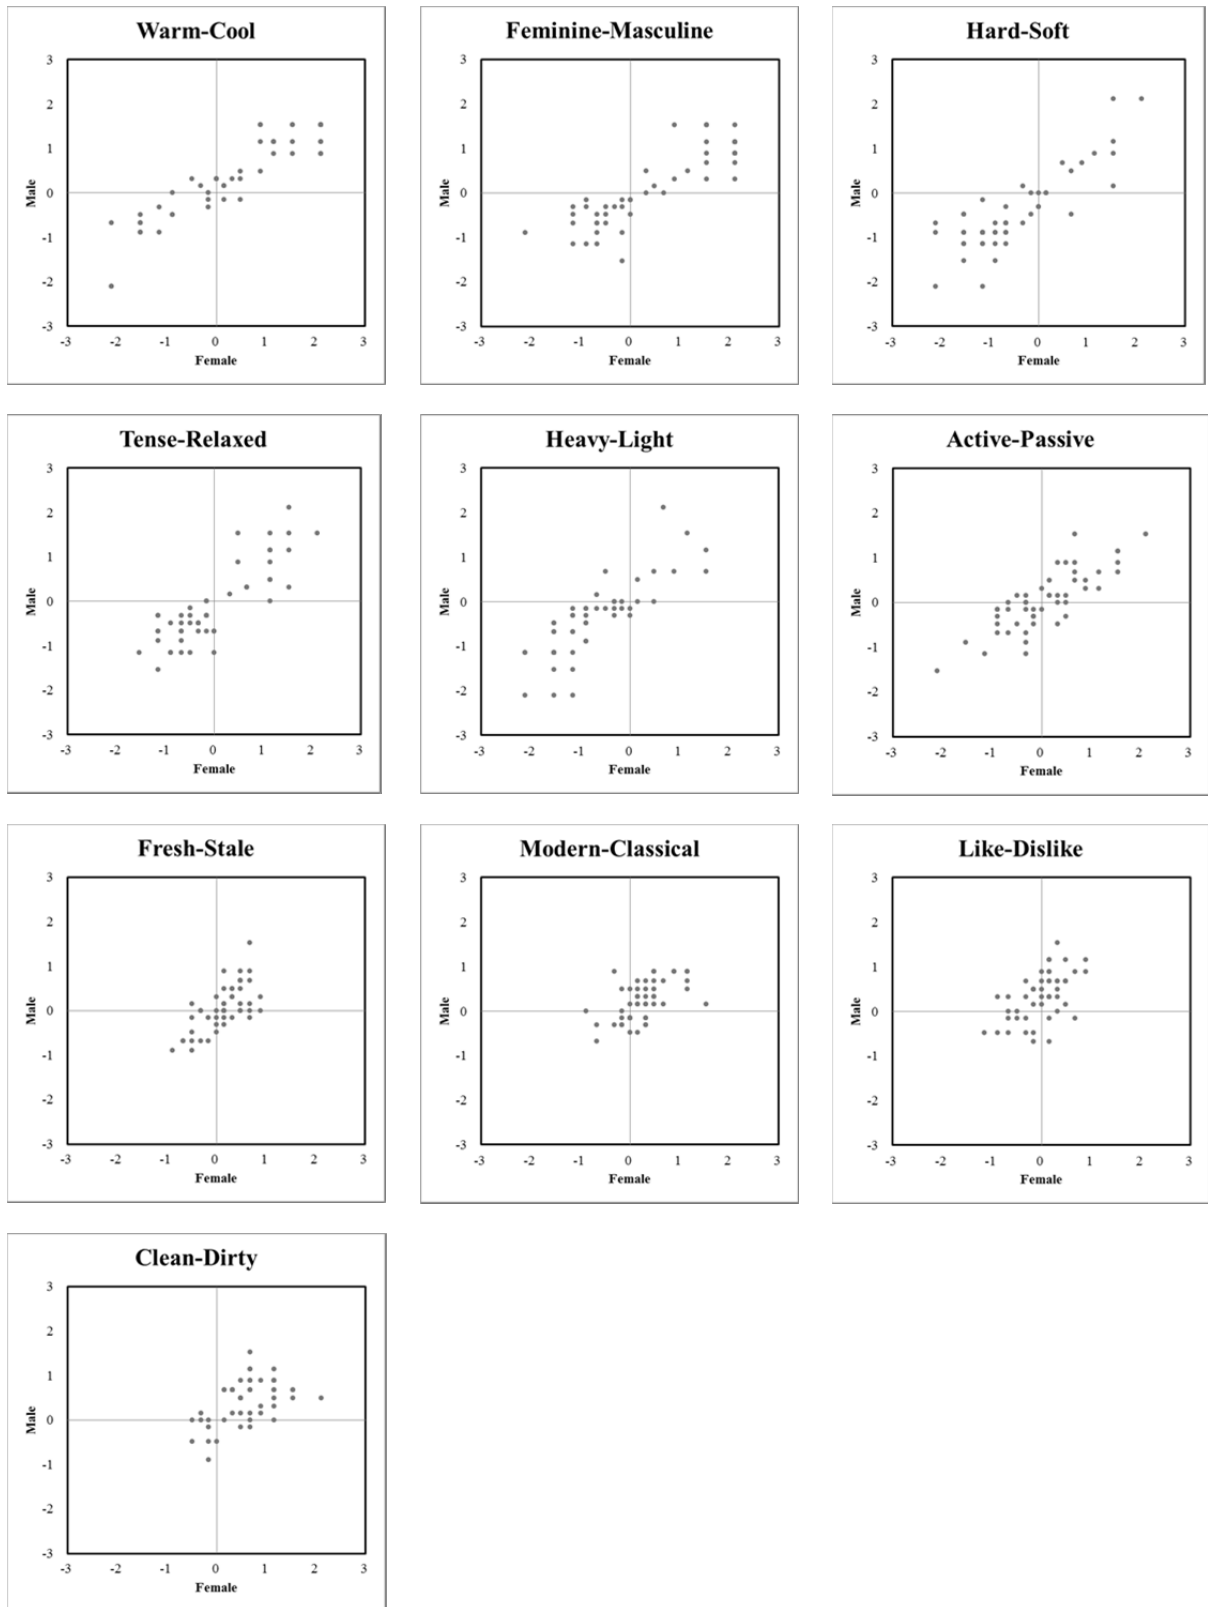 Warm-Cool
3
2
1
0
-1
-2
-3
Male
-3 -2 -1 0 1 2 3
Female
Feminine-Masculine
3
2
1
0
-1
-2
-3
Male
-3 -2 -1 0 1 2 3
Female
Hard-Soft
3
2
1
0
-1
-2
-3
Male
-3 -2 -1 0 1 2 3
Female
Tense-Relaxed
3
2
1
0
-1
-2
-3
Male
-3 -2 -1 0 1 2 3
Female
Heavy-Light
3
2
1
0
-1
-2
-3
Male
-3 -2 -1 0 1 2 3
Female
Active-Passive
3
2
1
0
-1
-2
-3
Male
-3 -2 -1 0 1 2 3
Female
Fresh-Stale
3
2
1
0
-1
-2
-3
Male
-3 -2 -1 0 1 2 3
Female
Modern-Classical
3
2
1
0
-1
-2
-3
Male
-3 -2 -1 0 1 2 3
Female
Like-Dislike
3
2
1
0
-1
-2
-3
Male
-3 -2 -1 0 1 2 3
Female
Clean-Dirty
3
2
1
0
-1
-2
-3
Male
-3 -2 -1 0 1 2 3
Female